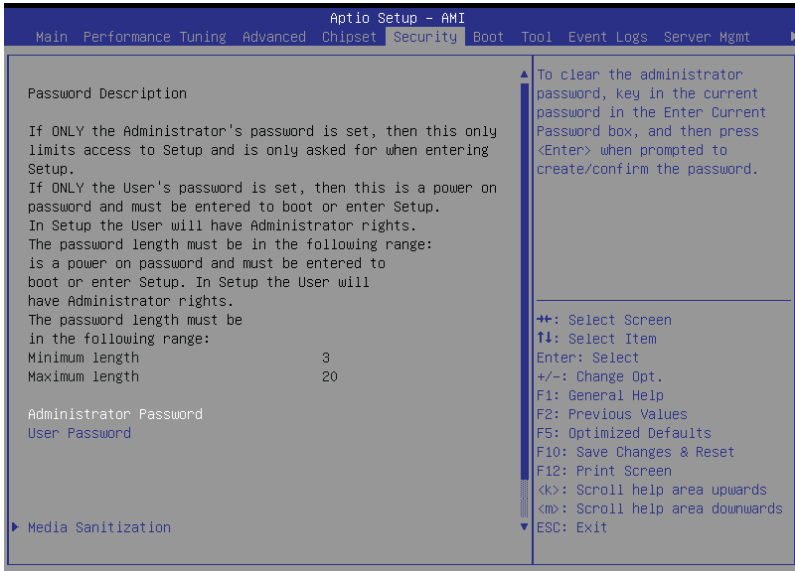 Aptio Setup – AMI
Main Performance Tuning Advanced Chipset Security Boot Tool Event Logs Server Mgmt
Password Description
If ONLY the Administrator's password is set, then this only
limits access to Setup and is only asked for when entering
Setup.
If ONLY the User's password is set, then this is a power on
password and must be entered to boot or enter Setup.
In Setup the User will have Administrator rights.
The password length must be in the following range:
is a power on password and must be entered to
boot or enter Setup. In Setup the User will
have Administrator rights.
The password length must be
in the following range:
Minimum length 3
Maximum length 20
Administrator Password
User Password
Media Sanitization
To clear the administrator
password, key in the current
password in the Enter Current
Password box, and then press
<Enter> when prompted to
create/confirm the password.
→←: Select Screen
↑↓: Select Item
Enter: Select
+/-: Change Opt.
F1: General Help
F2: Previous Values
F5: Optimized Defaults
F10: Save Changes & Reset
F12: Print Screen
<k>: Scroll help area upwards
<m>: Scroll help area downwards
ESC: Exit